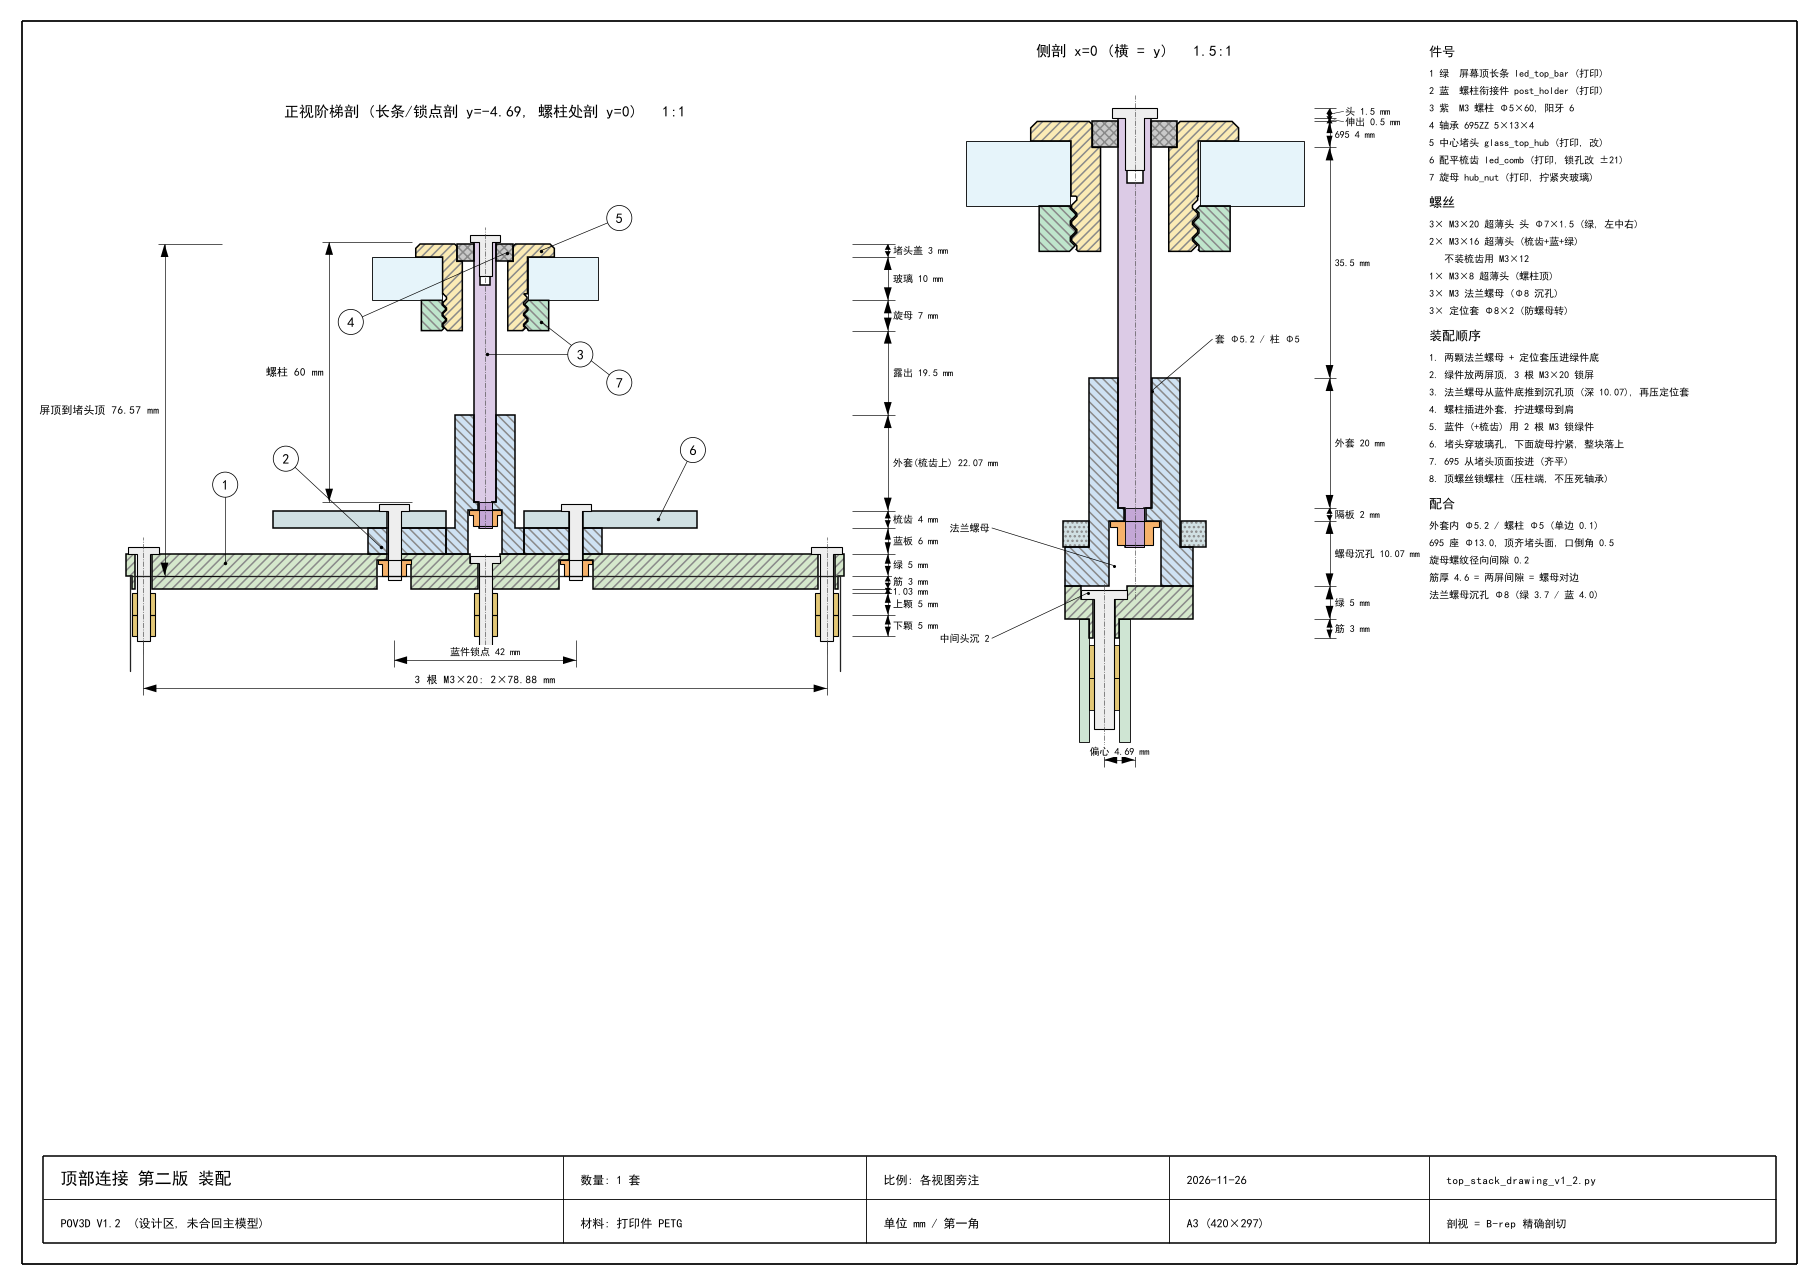 侧剖 x=0 (横 = y)   1.5:1
正视阶梯剖 (长条/锁点剖 y=-4.69, 螺柱处剖 y=0)   1:1
5
4
3
7
2
1
6
螺柱 60 mm
屏顶到堵头顶 76.57 mm
堵头盖 3 mm
玻璃 10 mm
旋母 7 mm
露出 19.5 mm
外套(梳齿上) 22.07 mm
梳齿 4 mm
蓝板 6 mm
绿 5 mm
筋 3 mm
1.03 mm
上颗 5 mm
下颗 5 mm
蓝件锁点 42 mm
3 根 M3×20: 2×78.88 mm
头 1.5 mm
伸出 0.5 mm
695 4 mm
35.5 mm
套 Φ5.2 / 柱 Φ5
外套 20 mm
隔板 2 mm
法兰螺母
螺母沉孔 10.07 mm
绿 5 mm
筋 3 mm
中间头沉 2
偏心 4.69 mm
件号
1 绿  屏幕顶长条 led_top_bar (打印)
2 蓝  螺柱衔接件 post_holder (打印)
3 紫  M3 螺柱 Φ5×60, 阳牙 6
4 轴承 695ZZ 5×13×4
5 中心堵头 glass_top_hub (打印, 改)
6 配平梳齿 led_comb (打印, 锁孔改 ±21)
7 旋母 hub_nut (打印, 拧紧夹玻璃)
螺丝
3× M3×20 超薄头 头 Φ7×1.5 (绿, 左中右)
2× M3×16 超薄头 (梳齿+蓝+绿)
不装梳齿用 M3×12
1× M3×8 超薄头 (螺柱顶)
3× M3 法兰螺母 (Φ8 沉孔)
3× 定位套 Φ8×2 (防螺母转)
装配顺序
1. 两颗法兰螺母 + 定位套压进绿件底
2. 绿件放两屏顶, 3 根 M3×20 锁屏
3. 法兰螺母从蓝件底推到沉孔顶 (深 10.07), 再压定位套
4. 螺柱插进外套, 拧进螺母到肩
5. 蓝件 (+梳齿) 用 2 根 M3 锁绿件
6. 堵头穿玻璃孔, 下面旋母拧紧, 整块落上
7. 695 从堵头顶面按进 (齐平)
8. 顶螺丝锁螺柱 (压柱端, 不压死轴承)
配合
外套内 Φ5.2 / 螺柱 Φ5 (单边 0.1)
695 座 Φ13.0, 顶齐堵头面, 口倒角 0.5
旋母螺纹径向间隙 0.2
筋厚 4.6 = 两屏间隙 = 螺母对边
法兰螺母沉孔 Φ8 (绿 3.7 / 蓝 4.0)
顶部连接 第二版 装配
数量: 1 套
比例: 各视图旁注
2026-11-26
top_stack_drawing_v1_2.py
POV3D V1.2  (设计区, 未合回主模型)
材料: 打印件 PETG
单位 mm / 第一角
A3 (420×297)
剖视 = B-rep 精确剖切